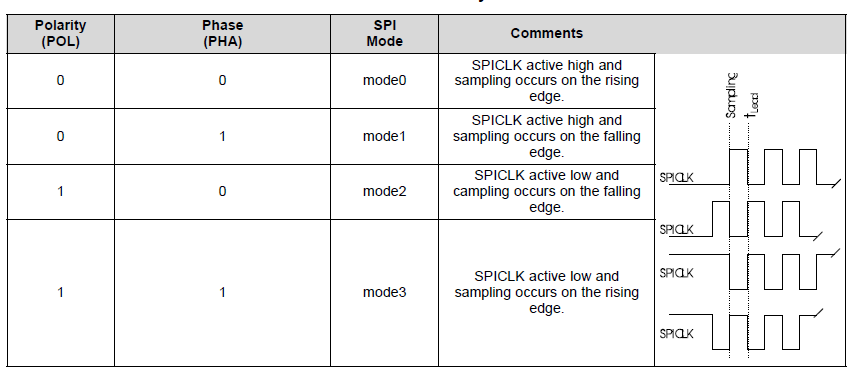 Polarity
(POL)
Phase
(PHA)
SPI
Mode
Comments
0
0
mode0
SPICLK active high and
sampling occurs on the rising
edge.
0
1
mode1
SPICLK active high and
sampling occurs on the falling
edge.
1
0
mode2
SPICLK active low and
campling occurs on the falling
edge.
1
1
mode3
SPICLK active low and
sampling occurs on the rising
edge.
Sampling
tLead
SPICLK
SPICLK
SPICLK
SPICLK